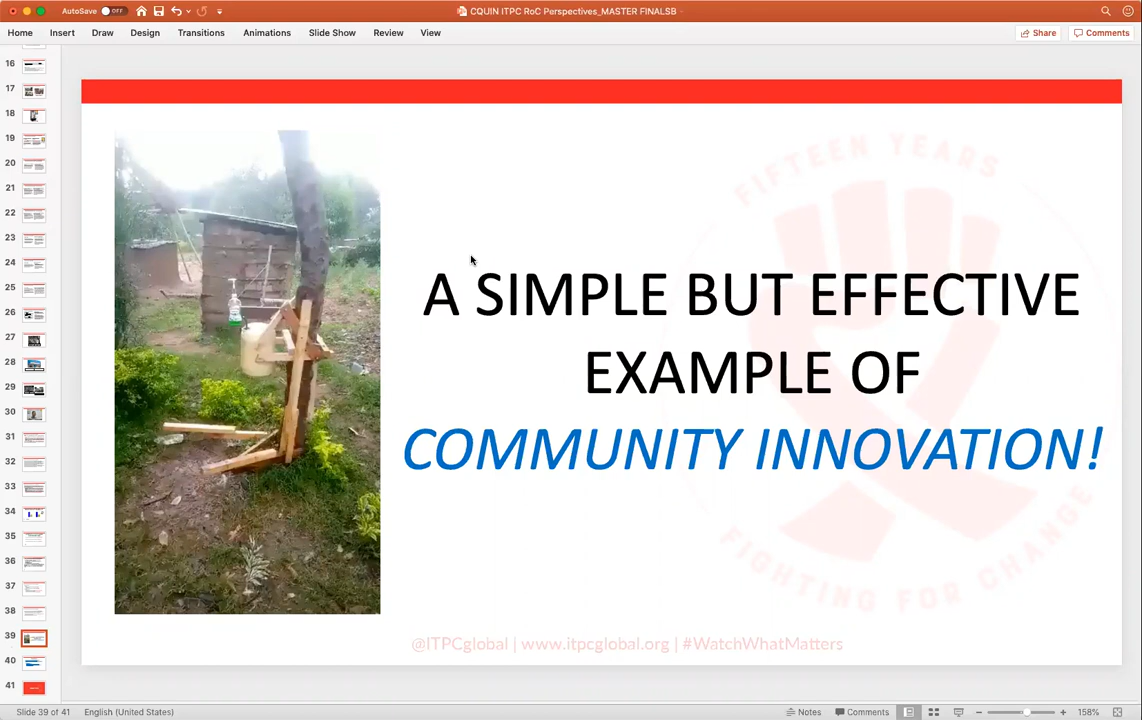 AutoSave OFF
CQUIN ITPC RoC Perspectives_MASTER FINALSB
Home Insert Draw Design Transitions Animations Slide Show Review View
Share Comments
16
17
18
19
20
21
22
23
24
25
26
27
28
29
30
31
32
33
34
35
36
37
38
39
40
41
FIFTEEN YEARS
A SIMPLE BUT EFFECTIVE
EXAMPLE OF
COMMUNITY INNOVATION!
FIGHTING FOR CHANGE
@ITPCglobal | www.itpcglobal.org | #WatchWhatMatters
Slide 39 of 41 English (United States) Notes Comments 158%